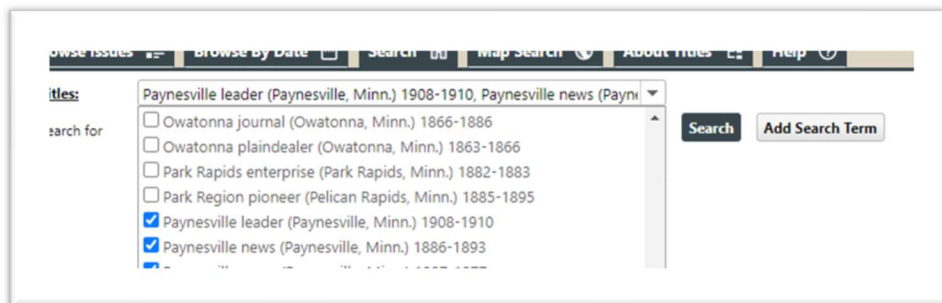 Browse Issues Browse By Date Search Map Search About Titles Help
itles:
Paynesville leader (Paynesville, Minn.) 1908-1910, Paynesville news (Payne
earch for
Owatonna journal (Owatonna, Minn.) 1866-1886
Search
Add Search Term
Owatonna plaindealer (Owatonna, Minn.) 1863-1866
Park Rapids enterprise (Park Rapids, Minn.) 1882-1883
Park Region pioneer (Pelican Rapids, Minn.) 1885-1895
Paynesville leader (Paynesville, Minn.) 1908-1910
Paynesville news (Paynesville, Minn.) 1886-1893